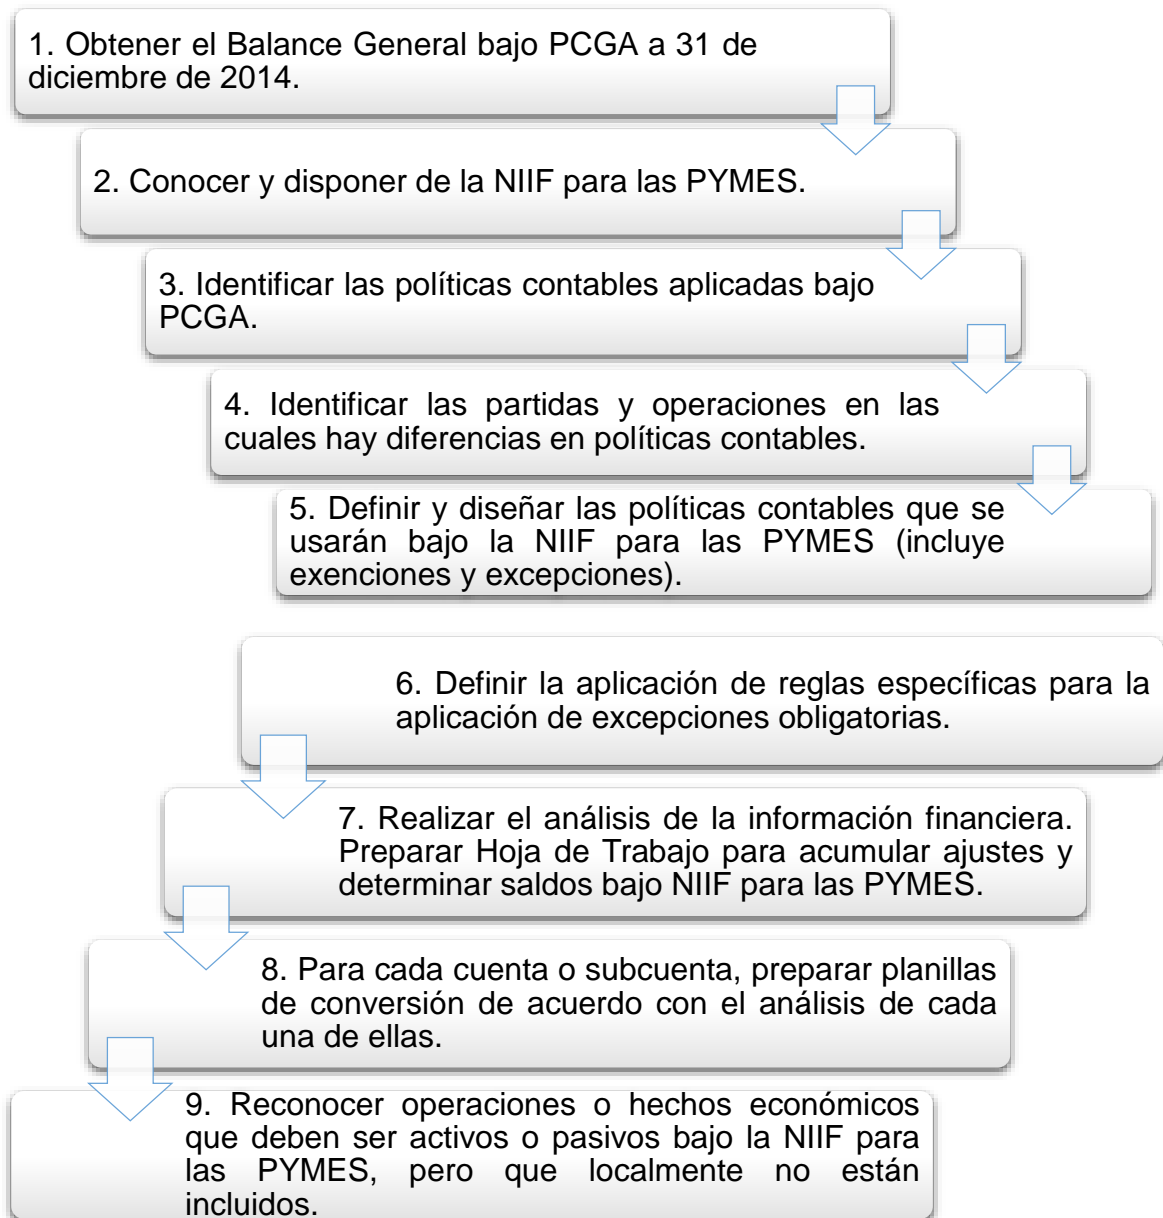 1. Obtener el Balance General bajo PCGA a 31 de
diciembre de 2014.
2. Conocer y disponer de la NIIF para las PYMES.
3. Identificar las políticas contables aplicadas bajo
PCGA.
4. Identificar las partidas y operaciones en las
cuales hay diferencias en políticas contables.
5. Definir y diseñar las políticas contables que se
usarán bajo la NIIF para las PYMES (incluye
exenciones y excepciones).
6. Definir la aplicación de reglas específicas para la
aplicación de excepciones obligatorias.
7. Realizar el análisis de la información financiera.
Preparar Hoja de Trabajo para acumular ajustes y
determinar saldos bajo NIIF para las PYMES.
8. Para cada cuenta o subcuenta, preparar planillas
de conversión de acuerdo con el análisis de cada
una de ellas.
9. Reconocer operaciones o hechos económicos
que deben ser activos o pasivos bajo la NIIF para
las PYMES, pero que localmente no están
incluidos.